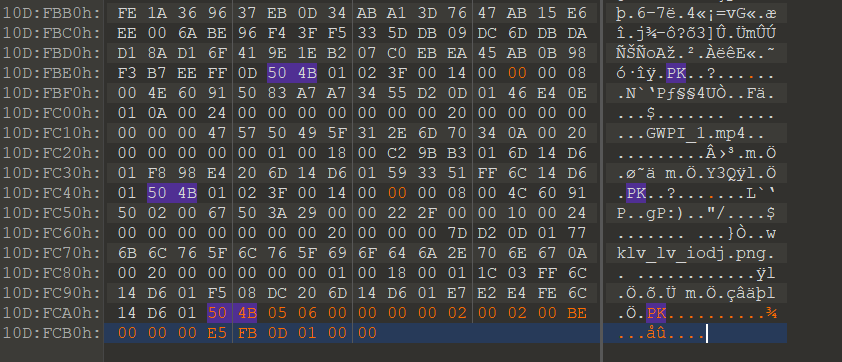 10D:FBB0h: FE 1A 36 96 37 EB 0D 34 AB A1 3D 76 47 AB 15 E6 þ.6–7ë.4«¡=vG«.æ
10D:FBC0h: EE 00 6A BE 96 F4 3F F5 33 5D DB 09 DC 6D DB DA î.j¾–ô?õ3]Û.ÜmÛÚ
10D:FBD0h: D1 8A D1 6F 41 9E 1E B2 07 C0 EB EA 45 AB 0B 98 ÑŠÑoAž.².ÀëêE«.˜
10D:FBE0h: F3 B7 EE FF 0D 50 4B 01 02 3F 00 14 00 00 00 08 ó·îÿ.PK..?......
10D:FBF0h: 00 4E 60 91 50 83 A7 A7 34 55 D2 0D 01 46 E4 0E .N`‘Pƒ§§4UÒ..Fä.
10D:FC00h: 01 0A 00 24 00 00 00 00 00 00 00 20 00 00 00 00 ...$....... ....
10D:FC10h: 00 00 00 47 57 50 49 5F 31 2E 6D 70 34 0A 00 20 ...GWPI_1.mp4..
10D:FC20h: 00 00 00 00 00 01 00 18 00 C2 9B B3 01 6D 14 D6 .........Â›³.m.Ö
10D:FC30h: 01 F8 98 E4 20 6D 14 D6 01 59 33 51 FF 6C 14 D6 .ø˜ä m.Ö.Y3Qÿl.Ö
10D:FC40h: 01 50 4B 01 02 3F 00 14 00 00 00 08 00 4C 60 91 .PK..?.......L`‘
10D:FC50h: 50 02 00 67 50 3A 29 00 00 22 2F 00 00 10 00 24 P..gP:).."/....$
10D:FC60h: 00 00 00 00 00 00 00 20 00 00 00 7D D2 0D 01 77 ....... ...}Ò..w
10D:FC70h: 6B 6C 76 5F 6C 76 5F 69 6F 64 6A 2E 70 6E 67 0A klv_lv_iodj.png.
10D:FC80h: 00 20 00 00 00 00 00 01 00 18 00 01 1C 03 FF 6C . ............ÿl
10D:FC90h: 14 D6 01 F5 08 DC 20 6D 14 D6 01 E7 E2 E4 FE 6C .Ö.õ.Ü m.Ö.çâäþl
10D:FCA0h: 14 D6 01 50 4B 05 06 00 00 00 00 02 00 02 00 BE .Ö.PK..........¾
10D:FCB0h: 00 00 00 E5 FB 0D 01 00 00 ...åû....